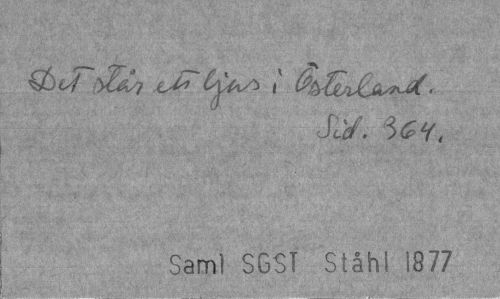 Det står ett ljus i Österland.
Sid. 364.
Saml SGST Ståhl 1877